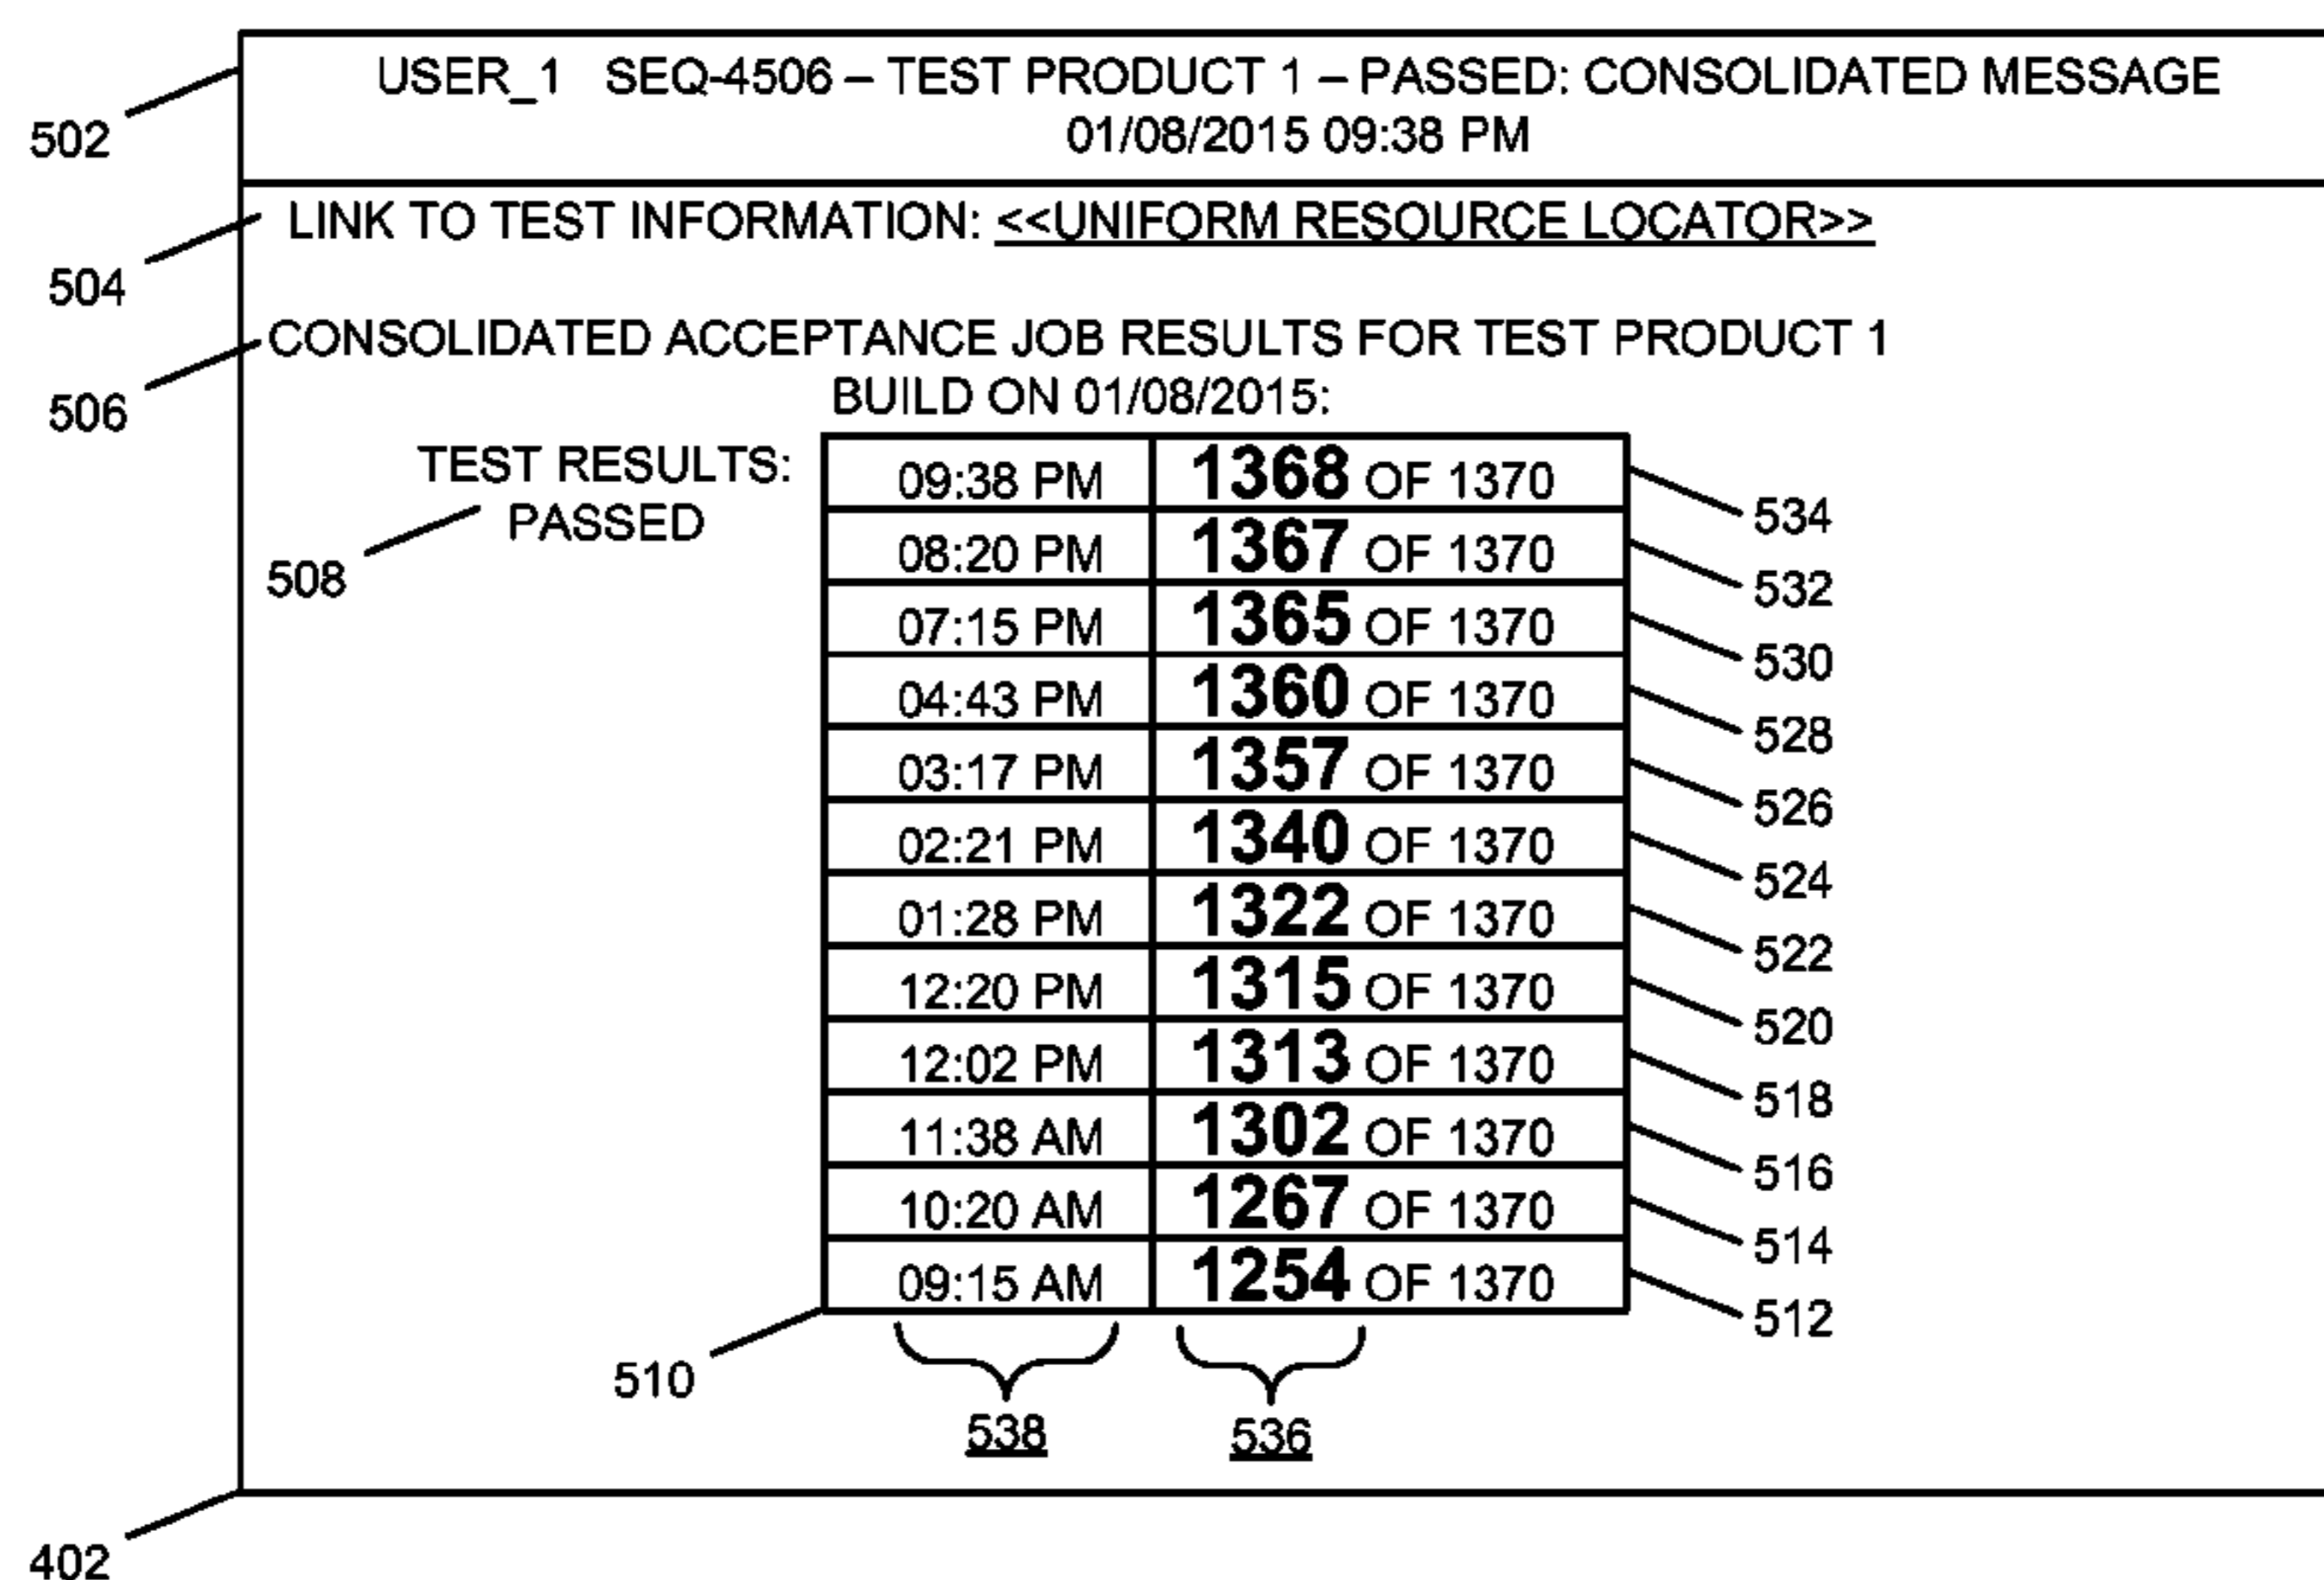 USER_1 SEQ-4506 – TEST PRODUCT 1 – PASSED: CONSOLIDATED MESSAGE
01/08/2015 09:38 PM
502
LINK TO TEST INFORMATION: <<UNIFORM RESOURCE LOCATOR>>
504
CONSOLIDATED ACCEPTANCE JOB RESULTS FOR TEST PRODUCT 1
506
BUILD ON 01/08/2015:
TEST RESULTS:
PASSED
508
09:38 PM 1368 OF 1370 534
08:20 PM 1367 OF 1370 532
07:15 PM 1365 OF 1370 530
04:43 PM 1360 OF 1370 528
03:17 PM 1357 OF 1370 526
02:21 PM 1340 OF 1370 524
01:28 PM 1322 OF 1370 522
12:20 PM 1315 OF 1370 520
12:02 PM 1313 OF 1370 518
11:38 AM 1302 OF 1370 516
10:20 AM 1267 OF 1370 514
09:15 AM 1254 OF 1370 512
510
538 536
402